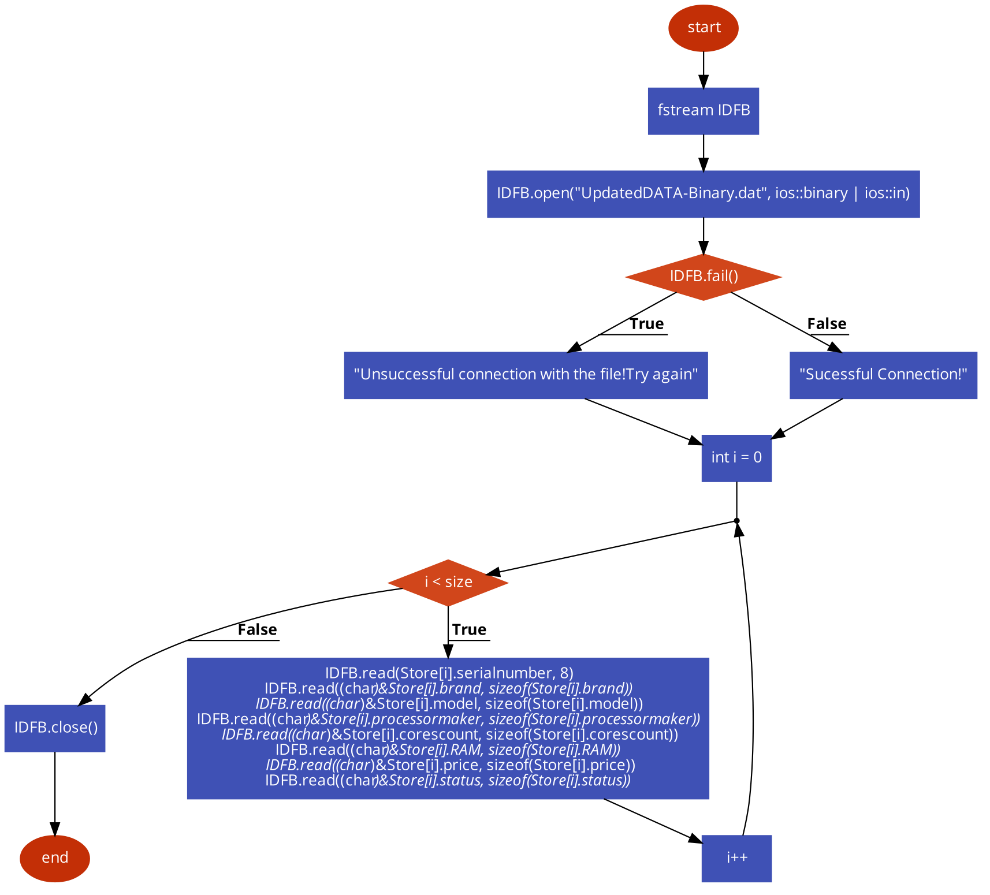 start
fstream IDFB
IDFB.open("UpdatedDATA-Binary.dat", ios::binary | ios::in)
IDFB.fail()
True
False
"Unsuccessful connection with the file!Try again"
"Sucessful Connection!"
int i = 0
i < size
False
True
IDFB.read(Store[i].serialnumber, 8)
IDFB.read((char)&Store[i].brand, sizeof(Store[i].brand))
IDFB.read((char)&Store[i].model, sizeof(Store[i].model))
IDFB.read((char)&Store[i].processormaker, sizeof(Store[i].processormaker))
IDFB.read((char)&Store[i].corescount, sizeof(Store[i].corescount))
IDFB.read((char)&Store[i].RAM, sizeof(Store[i].RAM))
IDFB.read((char)&Store[i].price, sizeof(Store[i].price))
IDFB.read((char)&Store[i].status, sizeof(Store[i].status))
IDFB.close()
end
i++